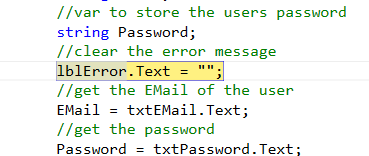 //var to store the users password
string Password;
//clear the error message
lblError.Text = "";
//get the EMail of the user
EMail = txtEMail.Text;
//get the password
Password = txtPassword.Text;